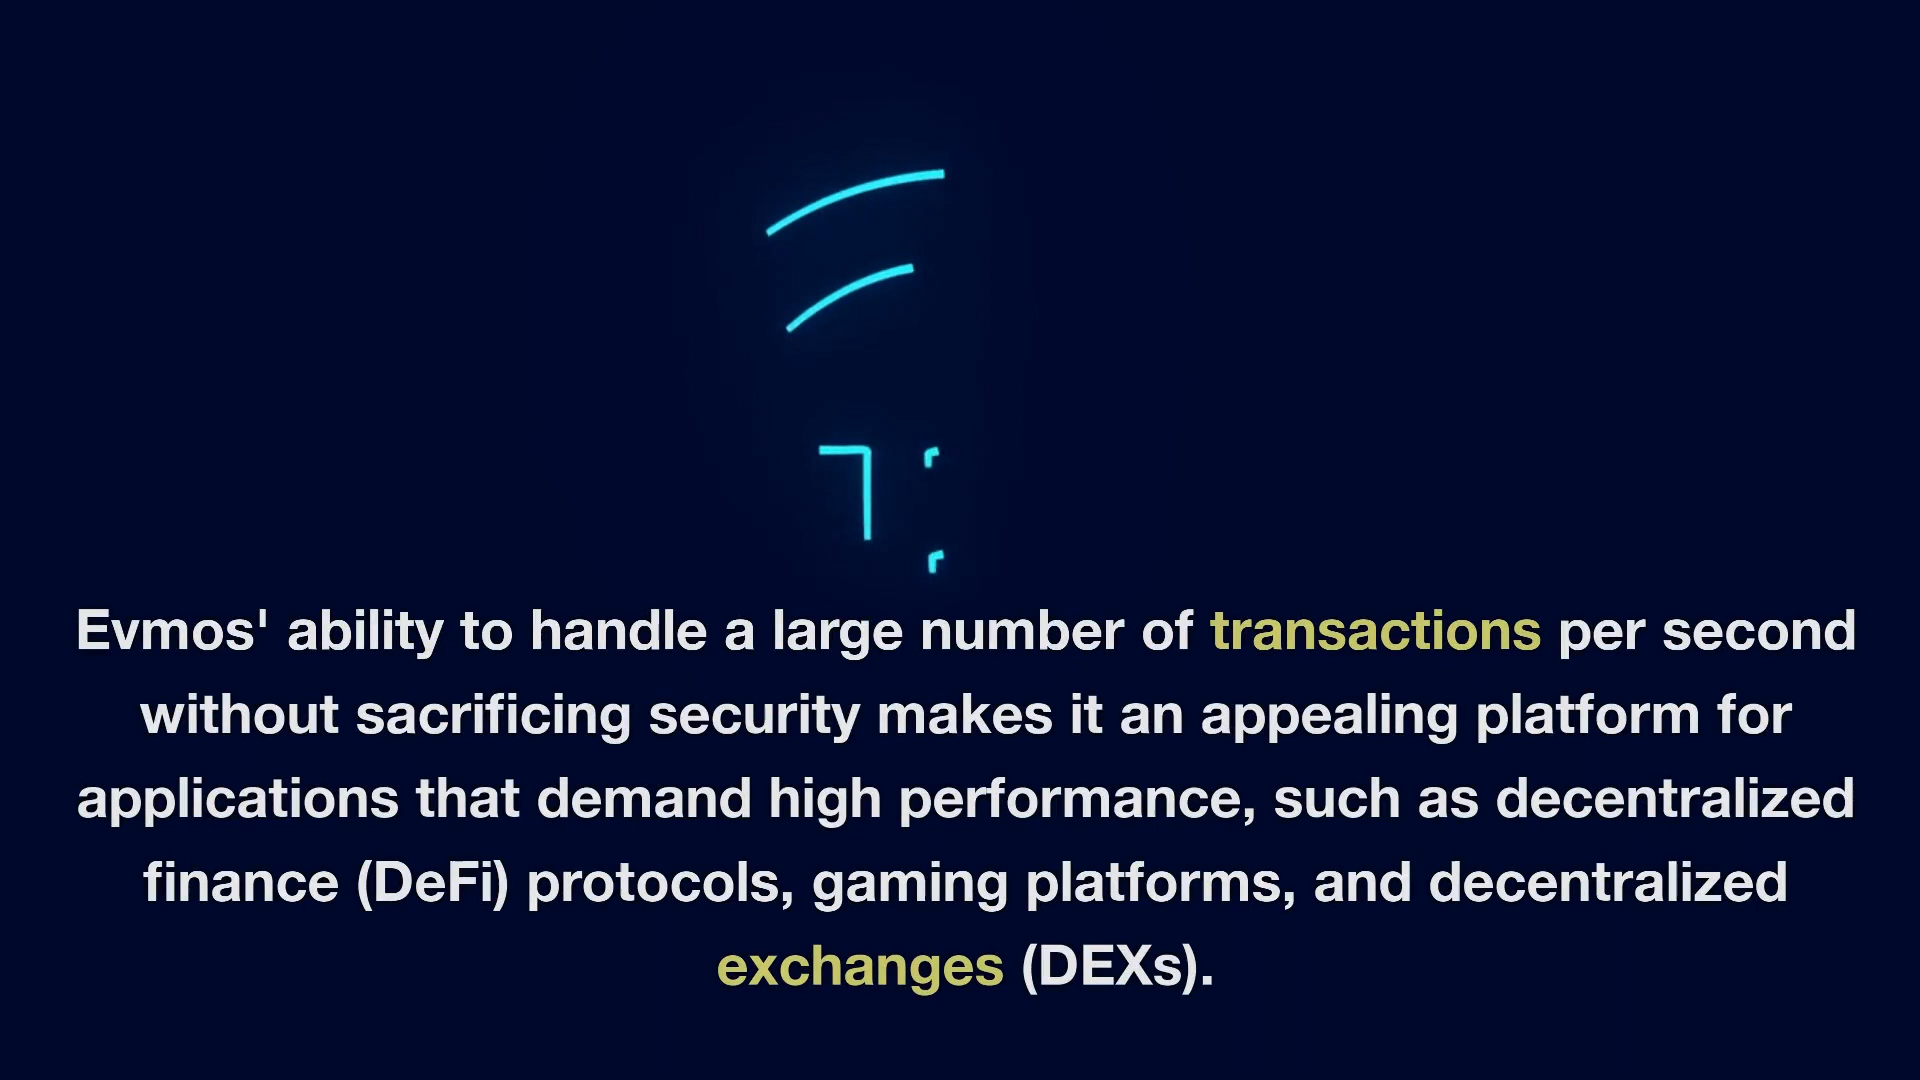 Evmos' ability to handle a large number of transactions per second
without sacrificing security makes it an appealing platform for
applications that demand high performance, such as decentralized
finance (DeFi) protocols, gaming platforms, and decentralized
exchanges (DEXs).